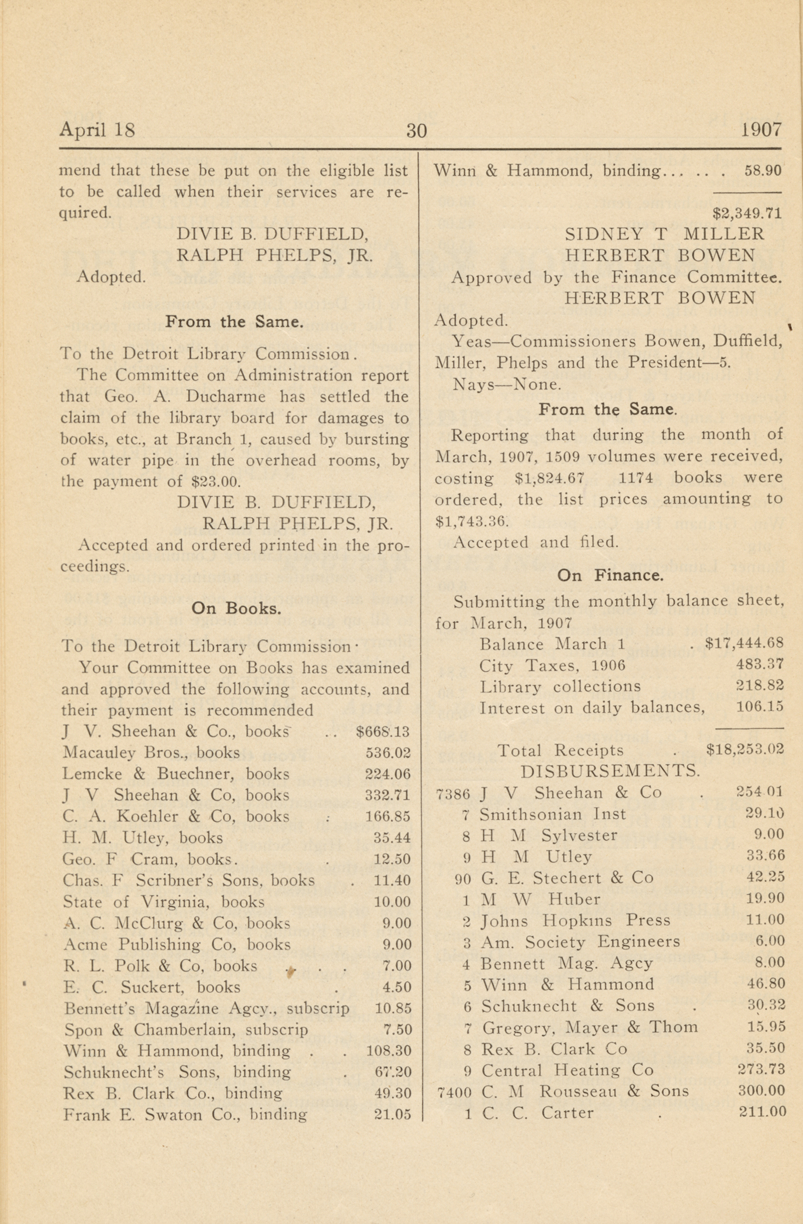 April 18 30 1907
mend that these be put on the eligible list
to be called when their services are re-
quired.
DIVIE B. DUFFIELD,
RALPH PHELPS, JR.
Adopted.
From the Same.
To the Detroit Library Commission.
The Committee on Administration report
that Geo. A. Ducharme has settled the
claim of the library board for damages to
books, etc., at Branch 1, caused by bursting
of water pipe in the overhead rooms, by
the payment of $23.00.
DIVIE B. DUFFIELD,
RALPH PHELPS, JR.
Accepted and ordered printed in the pro-
ceedings.
On Books.
To the Detroit Library Commission·
Your Committee on Books has examined
and approved the following accounts, and
their payment is recommended
J V. Sheehan & Co., books .. $668.13
Macauley Bros., books 536.02
Lemcke & Buechner, books 224.06
J V Sheehan & Co, books 332.71
C. A. Koehler & Co, books : 166.85
H. M. Utley, books 35.44
Geo. F Cram, books. . 12.50
Chas. F Scribner's Sons, books . 11.40
State of Virginia, books 10.00
A. C. McClurg & Co, books 9.00
Acme Publishing Co, books 9.00
R. L. Polk & Co, books . . 7.00
E. C. Suckert, books . 4.50
Bennett's Magazine Agcy., subscrip 10.85
Spon & Chamberlain, subscrip 7.50
Winn & Hammond, binding . . 108.30
Schuknecht's Sons, binding . 67.20
Rex B. Clark Co., binding 49.30
Frank E. Swaton Co., binding 21.05
Winn & Hammond, binding... .. . 58.90
$2,349.71
SIDNEY T MILLER
HERBERT BOWEN
Approved by the Finance Committee.
HERBERT BOWEN
Adopted.
Yeas—Commissioners Bowen, Duffield,
Miller, Phelps and the President—5.
Nays—None.
From the Same.
Reporting that during the month of
March, 1907, 1509 volumes were received,
costing $1,824.67 1174 books were
ordered, the list prices amounting to
$1,743.36.
Accepted and filed.
On Finance.
Submitting the monthly balance sheet,
for March, 1907
Balance March 1 . $17,444.68
City Taxes, 1906 483.37
Library collections 218.82
Interest on daily balances, 106.15
Total Receipts . $18,253.02
DISBURSEMENTS.
7386 J V Sheehan & Co . 254 01
7 Smithsonian Inst 29.10
8 H M Sylvester 9.00
9 H M Utley 33.66
90 G. E. Stechert & Co 42.25
1 M W Huber 19.90
2 Johns Hopkins Press 11.00
3 Am. Society Engineers 6.00
4 Bennett Mag. Agcy 8.00
5 Winn & Hammond 46.80
6 Schuknecht & Sons . 30.32
7 Gregory, Mayer & Thom 15.95
8 Rex B. Clark Co 35.50
9 Central Heating Co 273.73
7400 C. M Rousseau & Sons 300.00
1 C. C. Carter . 211.00